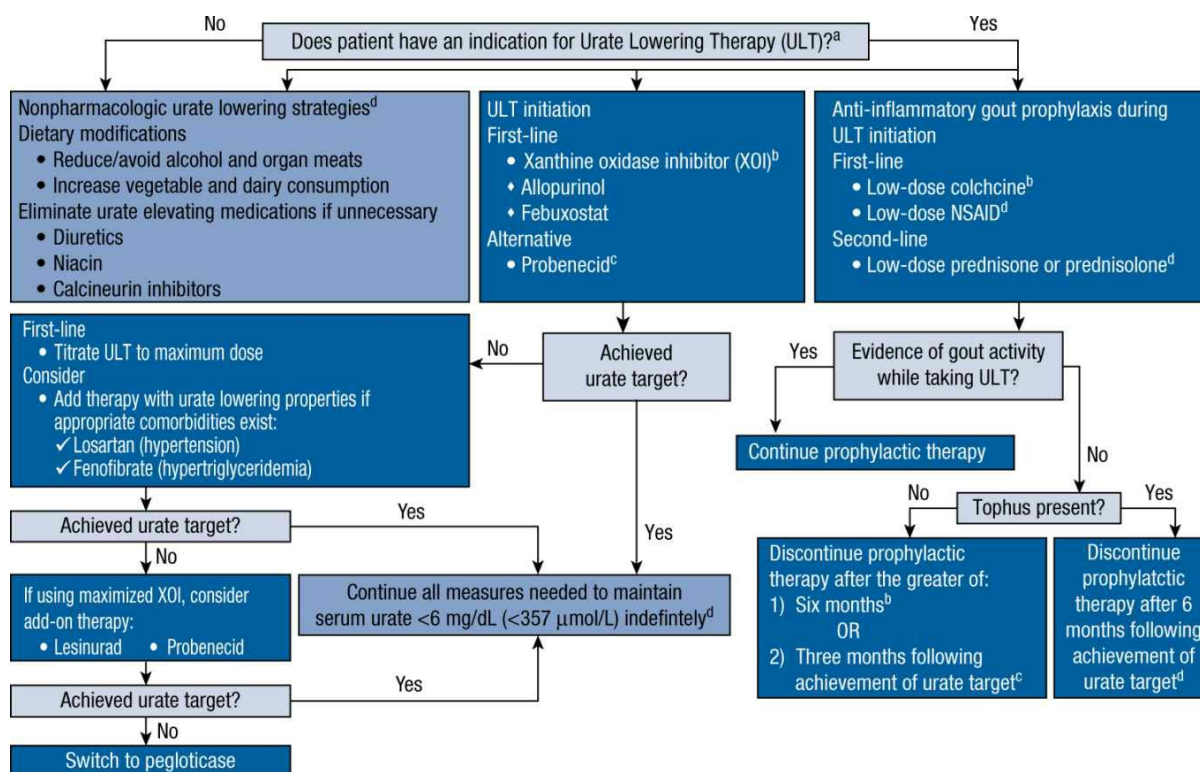 No
Yes
Does patient have an indication for Urate Lowering Therapy (ULT)?a
Nonpharmacologic urate lowering strategiesd
Dietary modifications
• Reduce/avoid alcohol and organ meats
• Increase vegetable and dairy consumption
Eliminate urate elevating medications if unnecessary
• Diuretics
• Niacin
• Calcineurin inhibitors
ULT initiation
First-line
• Xanthine oxidase inhibitor (XOI)b
♦ Allopurinol
♦ Febuxostat
Alternative
• Probenecidc
Anti-inflammatory gout prophylaxis during
ULT initiation
First-line
• Low-dose colchcineb
• Low-dose NSAIDd
Second-line
• Low-dose prednisone or prednisoloned
First-line
• Titrate ULT to maximum dose
Consider
• Add therapy with urate lowering properties if
appropriate comorbidities exist:
✓ Losartan (hypertension)
✓ Fenofibrate (hypertriglyceridemia)
No
Achieved
urate target?
Yes
Evidence of gout activity
while taking ULT?
Continue prophylactic therapy
No
Achieved urate target?
Yes
Yes
No
Tophus present?
Yes
No
If using maximized XOI, consider
add-on therapy:
• Lesinurad • Probenecid
Continue all measures needed to maintain
serum urate <6 mg/dL (<357 μmol/L) indefintelyd
Discontinue prophylactic
therapy after the greater of:
1) Six monthsb
OR
2) Three months following
achievement of urate targetc
Discontinue
prophylatctic
therapy after 6
months following
achievement of
urate targetd
Achieved urate target?
Yes
No
Switch to pegloticase